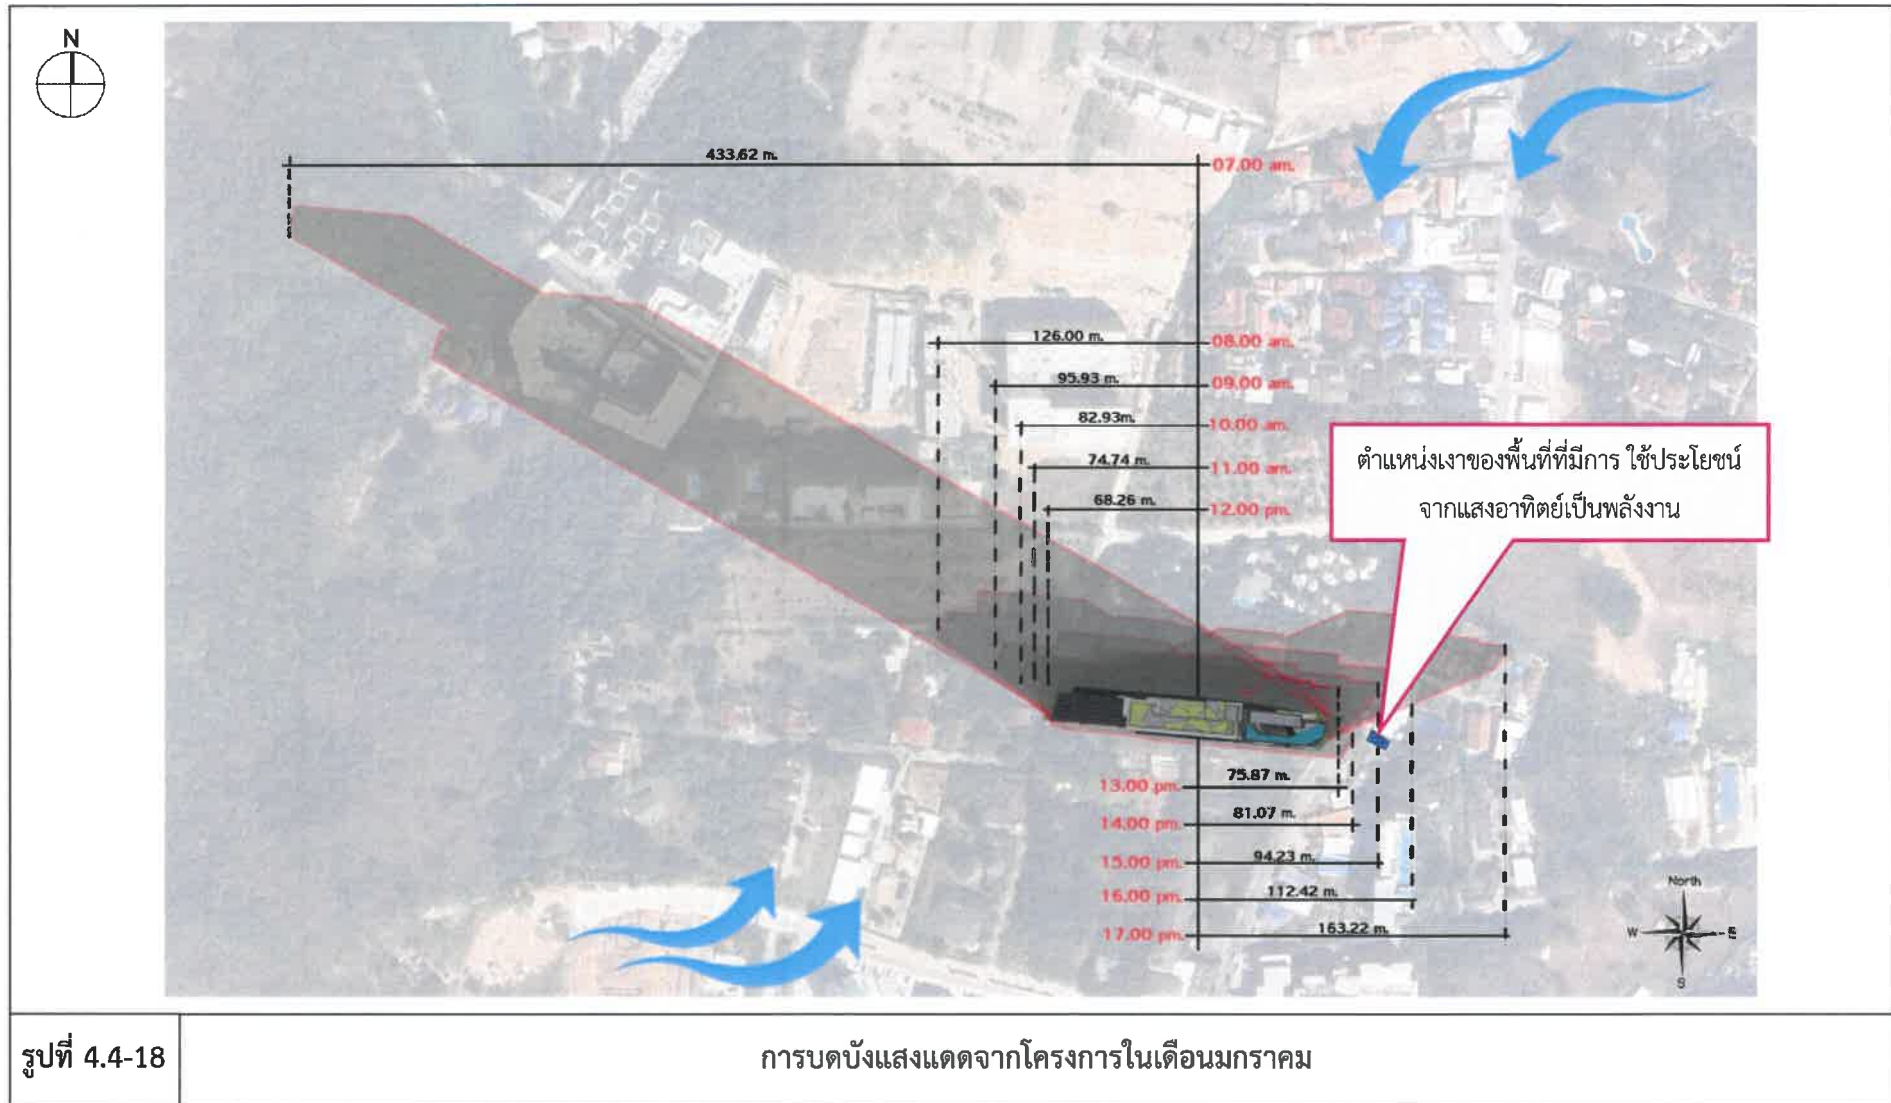 N
433.62 m.
07.00 am.
126.00 m.
08.00 am.
95.93 m.
09.00 am.
82.93m.
10.00 am.
74.74 m.
11.00 am.
68.26 m.
12.00 pm.
ตำแหน่งเงาของพื้นที่ที่มีการ ใช้ประโยชน์
จากแสงอาทิตย์เป็นพลังงาน
75.87 m.
13.00 pm.
81.07 m.
14.00 pm.
94.23 m.
15.00 pm.
112.42 m.
16.00 pm.
163.22 m.
17.00 pm.
North
W
E
S
รูปที่ 4.4-18
การบดบังแสงแดดจากโครงการในเดือนมกราคม